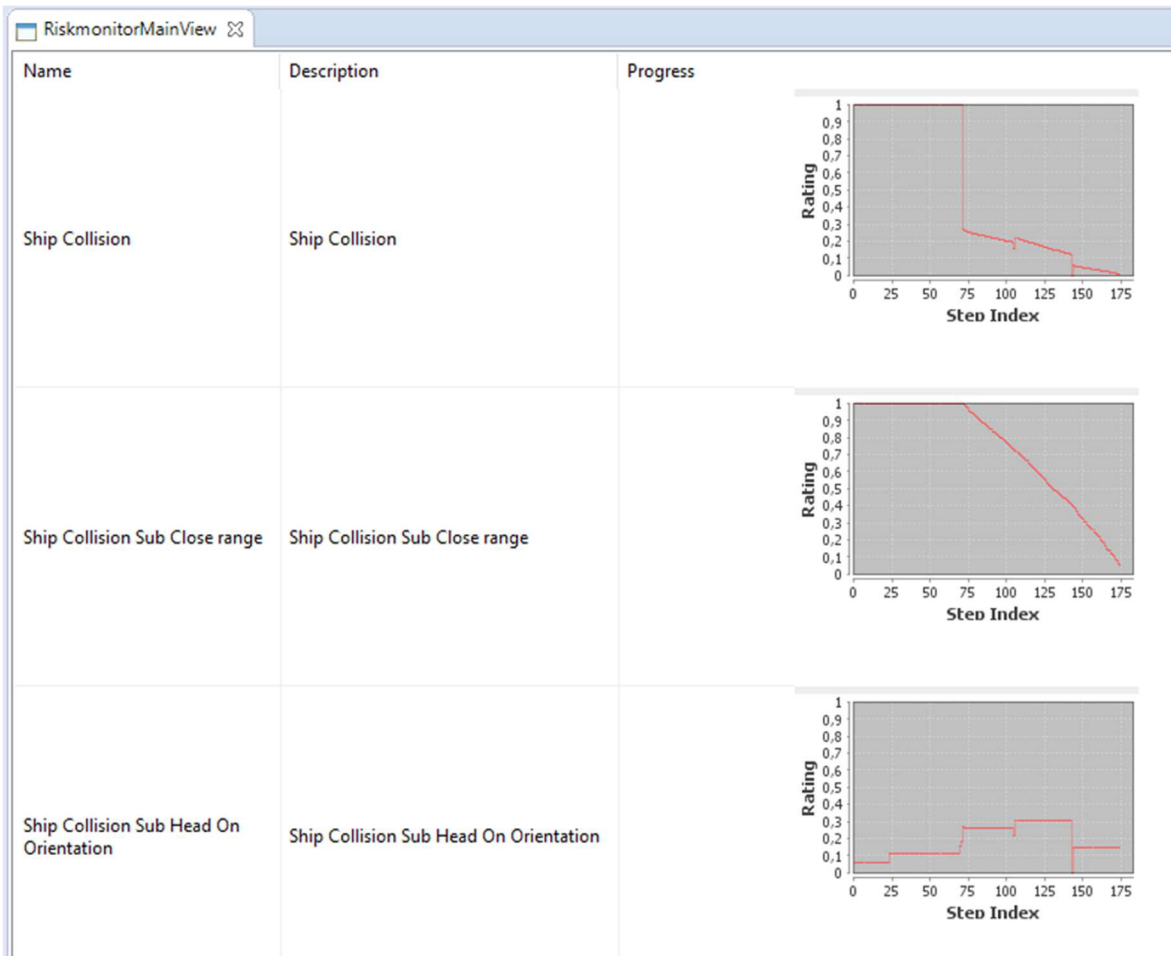 RiskmonitorMainView
Name Description Progress
1
0,9
0,8
0,7
0,6
0,5
0,4
0,3
0,2
0,1
0
Rating
0 25 50 75 100 125 150 175
Step Index
Ship Collision Ship Collision
1
0,9
0,8
0,7
0,6
0,5
0,4
0,3
0,2
0,1
0
Rating
0 25 50 75 100 125 150 175
Step Index
Ship Collision Sub Close range Ship Collision Sub Close range
1
0,9
0,8
0,7
0,6
0,5
0,4
0,3
0,2
0,1
0
Rating
0 25 50 75 100 125 150 175
Step Index
Ship Collision Sub Head On
Orientation
Ship Collision Sub Head On Orientation